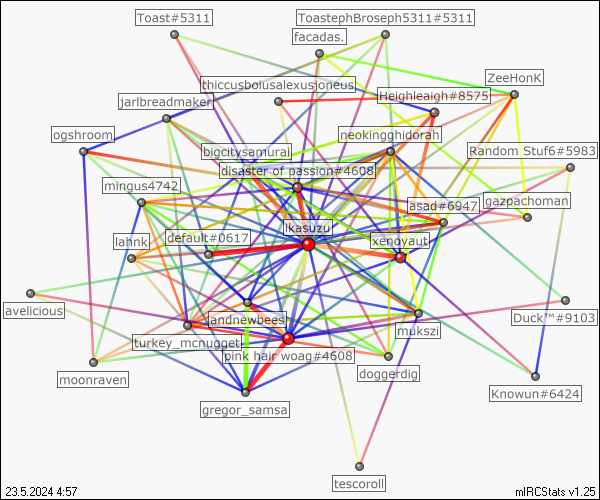 Toast#5311
ToastephBroseph5311#5311
facadas.
ZeeHonK
thiccusboiusalexusjoneus
Heighleaigh#8575
jarlbreadmaker
ogshroom
neokingghidorah
bigcitysamurai
Random Stuf6#5983
disaster of passion#4608
mingus4742
asad#6947
gazpachoman
ikasuzu
lahnk
default#0617
xenoyaut
avelicious
jandnewbees
Duck™#9103
mukszi
turkey_mcnugget
pink hair woag#4608
moonraven
doggerdig
Knowun#6424
gregor_samsa
tescoroll
23.5.2024 4:57
mIRCStats v1.25